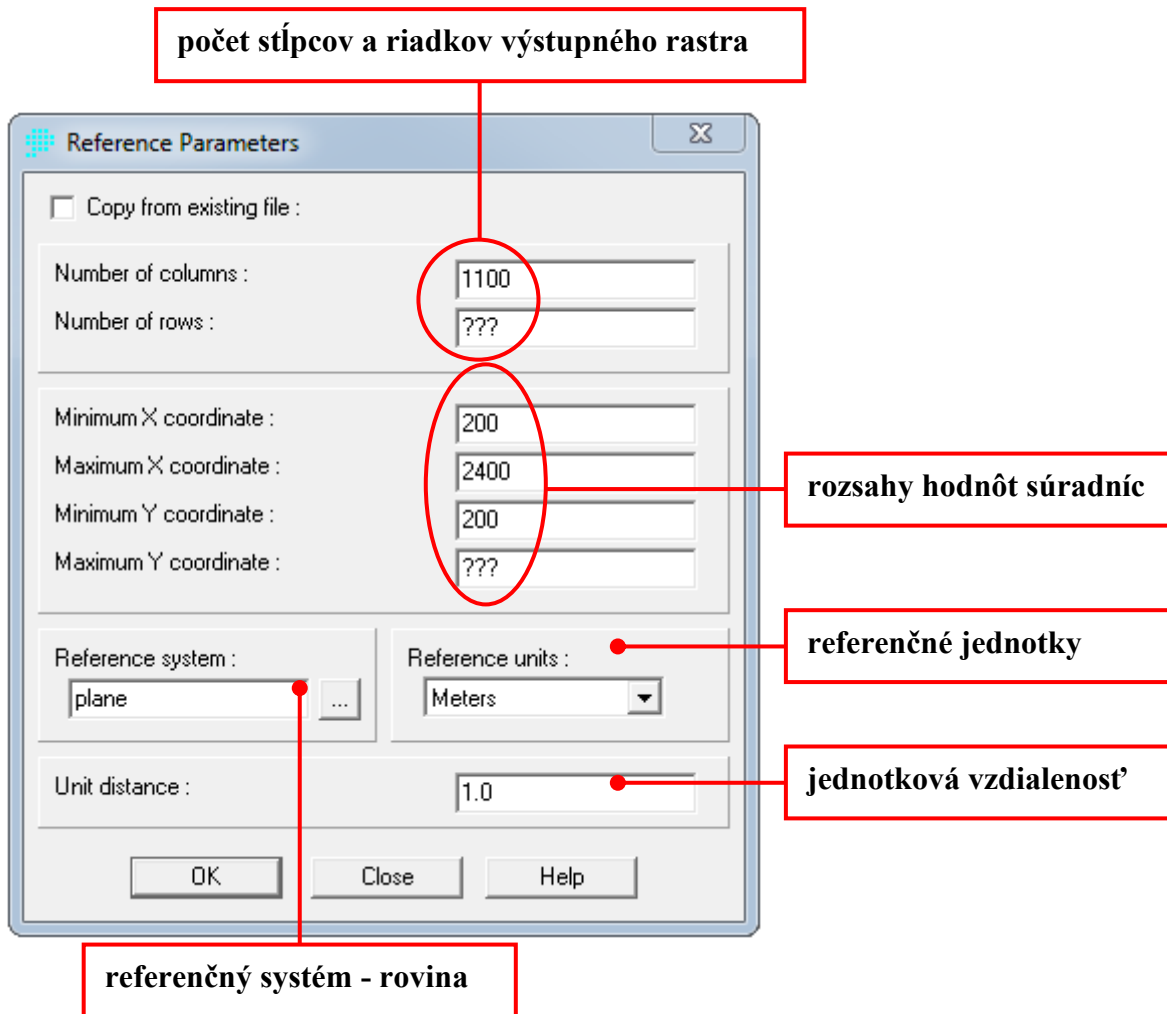 počet stĺpcov a riadkov výstupného rastra
Reference Parameters
Copy from existing file :
Number of columns :
1100
Number of rows :
???
Minimum X coordinate :
200
Maximum X coordinate :
2400
Minimum Y coordinate :
200
Maximum Y coordinate :
???
rozsahy hodnôt súradníc
Reference system :
plane
...
Reference units :
Meters
referenčné jednotky
Unit distance :
1.0
jednotková vzdialenosť
OK
Close
Help
referenčný systém - rovina